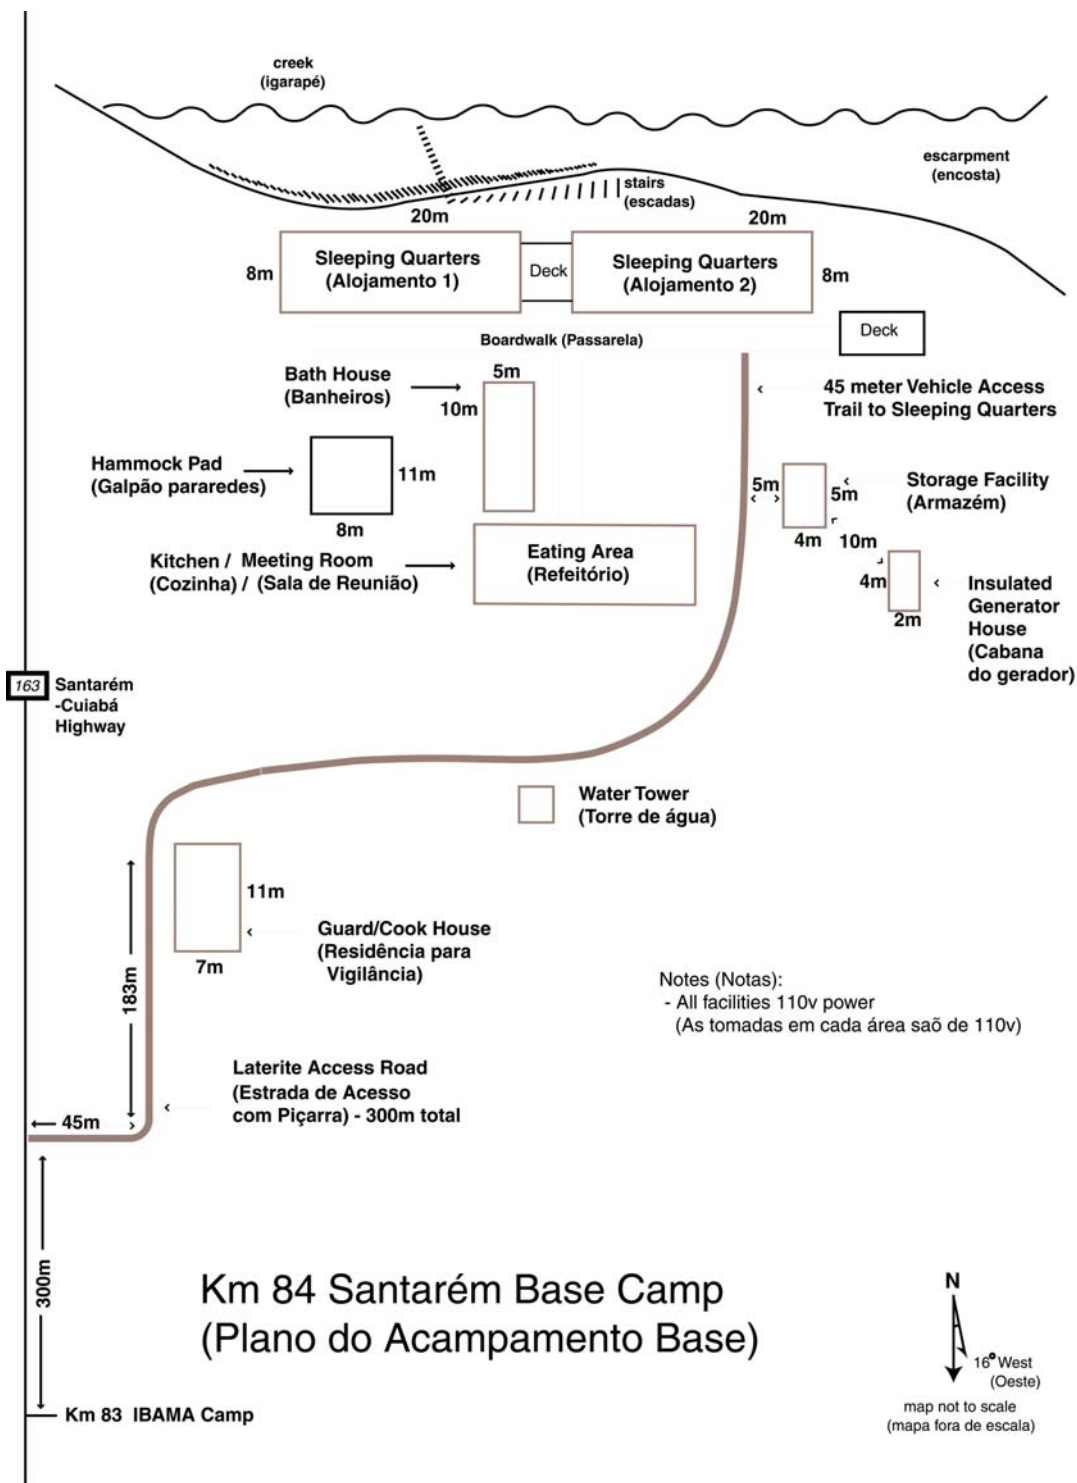 creek
(igarapé)
escarpment
(encosta)
stairs
(escadas)
20m
20m
8m
Sleeping Quarters
(Alojamento 1)
Deck
Sleeping Quarters
(Alojamento 2)
8m
Deck
Boardwalk (Passarela)
Bath House
(Banheiros)
5m
10m
45 meter Vehicle Access
Trail to Sleeping Quarters
Hammock Pad
(Galpão pararedes)
11m
8m
5m
5m
4m
Storage Facility
(Armazém)
10m
Kitchen / Meeting Room
(Cozinha) / (Sala de Reunião)
Eating Area
(Refeitório)
4m
2m
Insulated
Generator
House
(Cabana
do gerador)
163
Santarém
-Cuiabá
Highway
Water Tower
(Torre de água)
11m
7m
Guard/Cook House
(Residência para
Vigilância)
183m
Notes (Notas):
- All facilities 110v power
(As tomadas em cada área saõ de 110v)
Laterite Access Road
(Estrada de Acesso
com Piçarra) - 300m total
45m
300m
Km 84 Santarém Base Camp
(Plano do Acampamento Base)
N
16° West
(Oeste)
map not to scale
(mapa fora de escala)
Km 83 IBAMA Camp